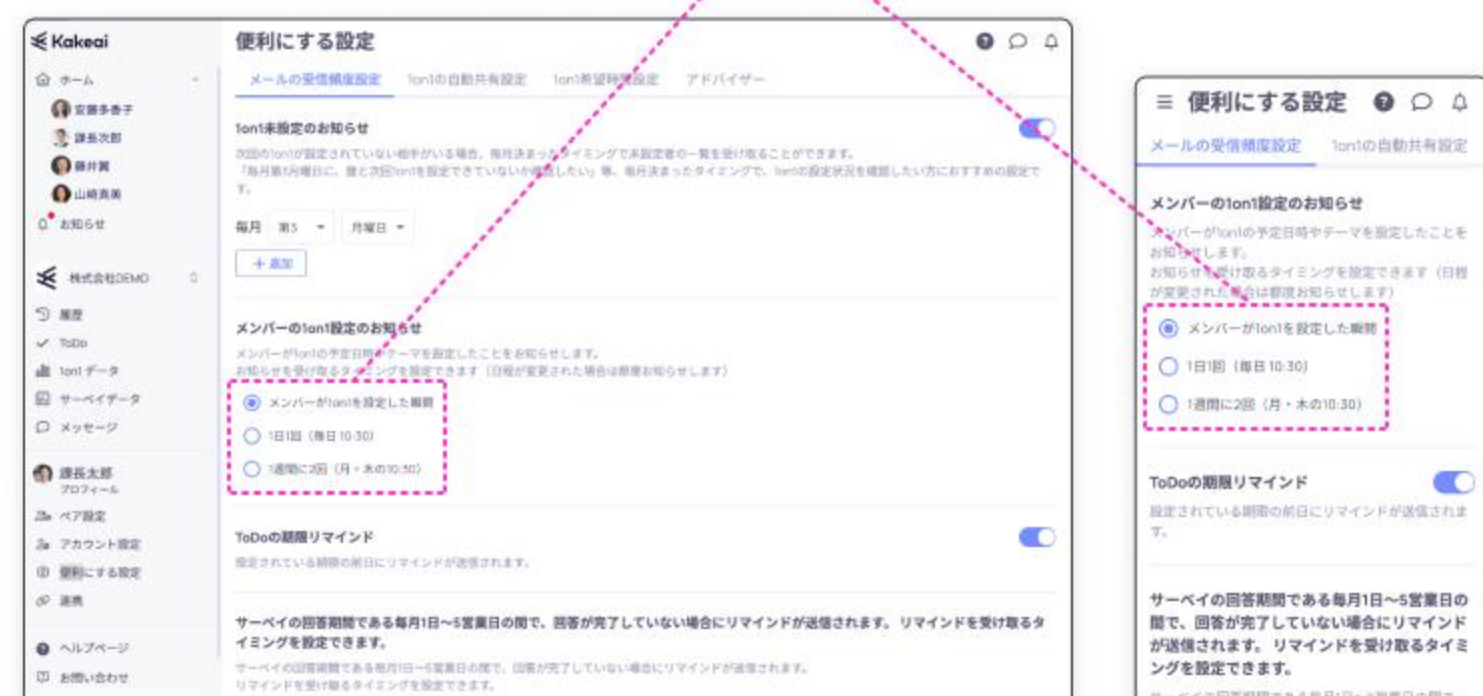 Kakeai
ホーム
安藤多香子
課長次郎
藤井翼
山崎真美
お知らせ
株式会社DEMO
履歴
ToDo
1on1 データ
サーベイデータ
メッセージ
課長太郎
プロフィール
ペア設定
アカウント設定
便利にする設定
連携
ヘルプページ
お問い合わせ
便利にする設定
メールの受信頻度設定 1on1の自動共有設定 1on1希望時間設定 アドバイザー
1on1未設定のお知らせ
次回の1on1が設定されていない相手がいる場合、毎月決まったタイミングで未設定者の一覧を受け取ることができます。
「毎月第1月曜日に、誰と次回1on1を設定できていないか確認したい」等、毎月決まったタイミングで、1on1の設定状況を確認したい方におすすめの設定で
す。
毎月 第3 月曜日
＋追加
メンバーの1on1設定のお知らせ
メンバーが1on1の予定日時やテーマを設定したことをお知らせします。
お知らせを受け取るタイミングを設定できます（日程が変更された場合は都度お知らせします）
メンバーが1on1を設定した瞬間
1日1回（毎日 10:30）
1週間に2回（月・木の10:30）
ToDoの期限リマインド
設定されている期限の前日にリマインドが送信されます。
サーベイの回答期間である毎月1日〜5営業日の間で、回答が完了していない場合にリマインドが送信されます。リマインドを受け取るタ
イミングを設定できます。
サーベイの回答期間である毎月1日〜5営業日の間で、回答が完了していない場合にリマインドが送信されます。
リマインドを受け取るタイミングを設定できます。
便利にする設定
メールの受信頻度設定 1on1の自動共有設定
メンバーの1on1設定のお知らせ
メンバーが1on1の予定日時やテーマを設定したことを
お知らせします。
お知らせを受け取るタイミングを設定できます（日程
が変更された場合は都度お知らせします）
メンバーが1on1を設定した瞬間
1日1回（毎日 10:30）
1週間に2回（月・木の10:30）
ToDoの期限リマインド
設定されている期限の前日にリマインドが送信されま
す。
サーベイの回答期間である毎月1日〜5営業日の
間で、回答が完了していない場合にリマインド
が送信されます。リマインドを受け取るタイミ
ングを設定できます。